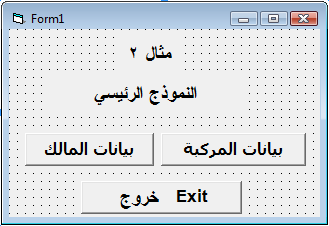 Form1
مثال ٢
النموذج الرئيسي
بيانات المركبة
بيانات المالك
خروج Exit